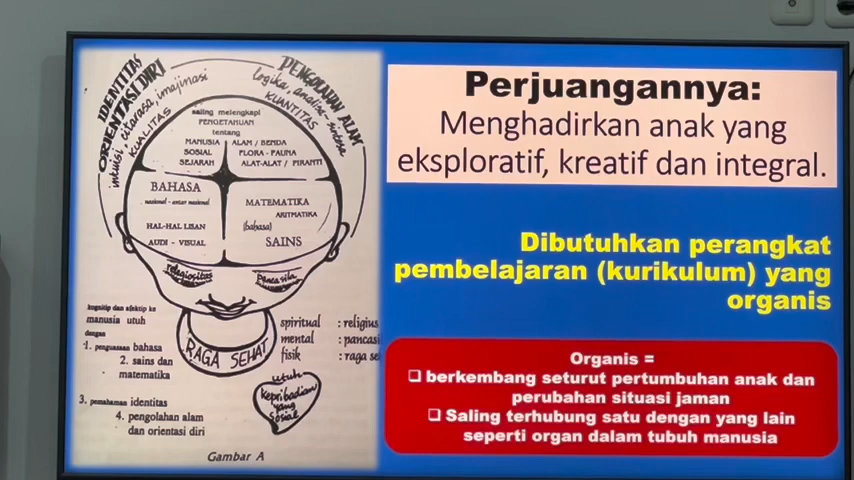 IDENTITAS
ORIENTASI DIRI
intuisi, citarasa, imajinasi
KUALITAS
PENGOLAHAN ALAM
logika, analisa - sintesa
KUANTITAS
saling melengkapi
PENGETAHUAN
tentang
MANUSIA
SOSIAL
SEJARAH
ALAM / BENDA
FLORA - FAUNA
ALAT-ALAT / PIRANTI
BAHASA
nasional - antar nasional
HAL-HAL LISAN
AUDI - VISUAL
MATEMATIKA
ARITMATIKA
(bahasa)
SAINS
religiositas
pancasila
RAGA SEHAT
kognitip dan afektip ke
manusia utuh
dengan
1. penguasaan bahasa
2. sains dan
matematika
3. pemahaman identitas
4. pengolahan alam
dan orientasi diri
spiritual : religius
mental : pancasi
fisik : raga se
utuh
kepribadian
yang
sosial
Gambar A
Perjuangannya:
Menghadirkan anak yang
eksploratif, kreatif dan integral.
Dibutuhkan perangkat
pembelajaran (kurikulum) yang
organis
Organis =
❑ berkembang seturut pertumbuhan anak dan
perubahan situasi jaman
❑ Saling terhubung satu dengan yang lain
seperti organ dalam tubuh manusia